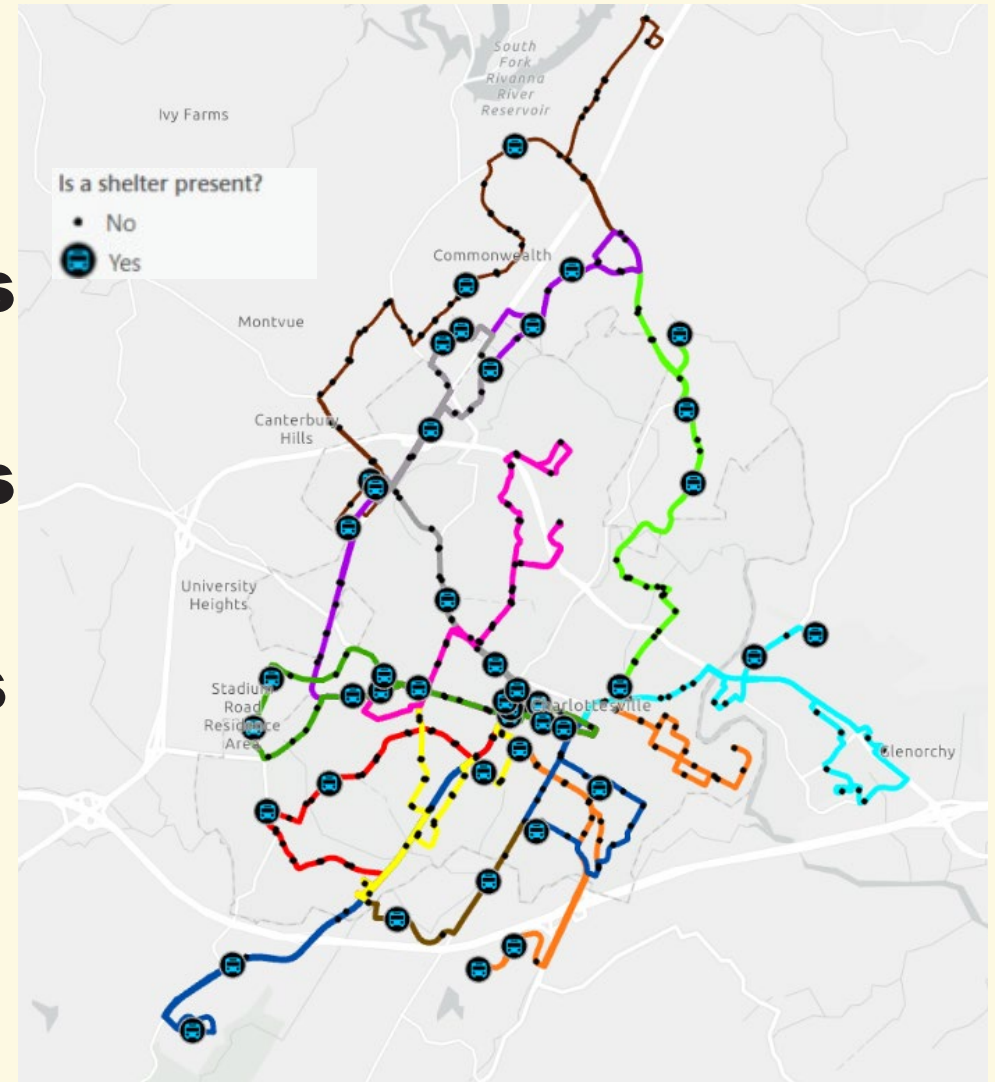 South
Fork
Rivanna
River
Reservoir
Ivy Farms
Is a shelter present?
No
Yes
s
Commonwealth
Montvue
Canterbury
Hills
s
University
Heights
s
Stadium
Road
Residence
Area
Charlottesville
Glenorchy